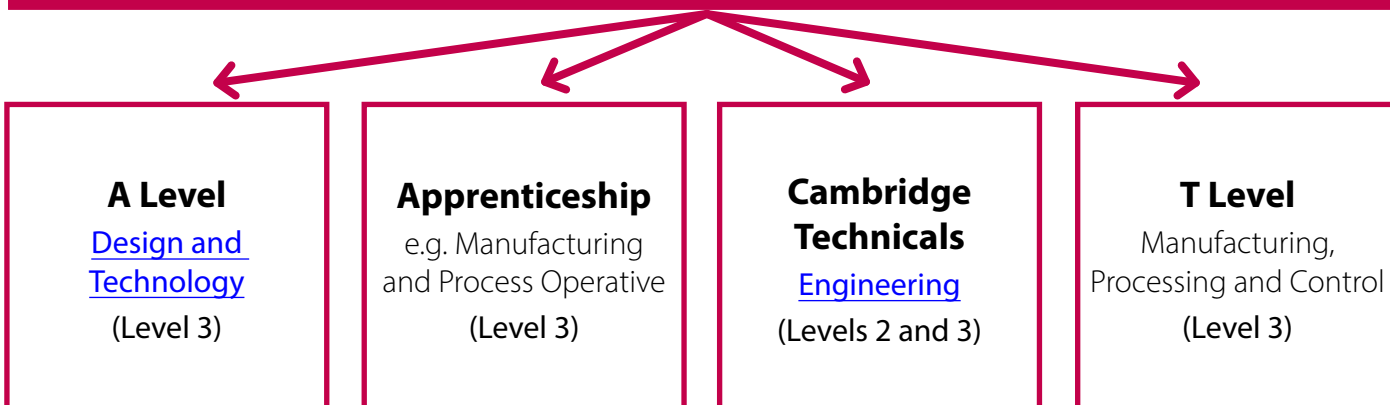 A Level
Design and
Technology
(Level 3)
Apprenticeship
e.g. Manufacturing
and Process Operative
(Level 3)
Cambridge
Technicals
Engineering
(Levels 2 and 3)
T Level
Manufacturing,
Processing and Control
(Level 3)